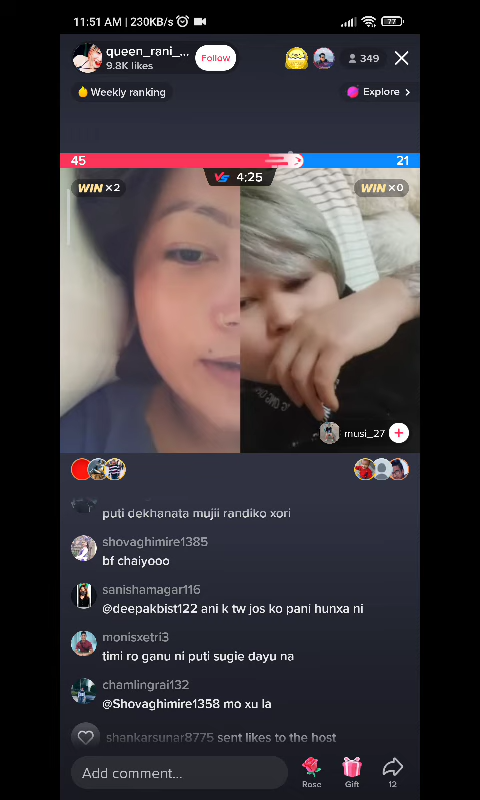 11:51 AM | 230KB/s
77
queen_rani_...
9.8K likes
Follow
349
Weekly ranking
Explore >
45
21
VS 4:25
WIN ×2
WIN ×0
musi_27
puti dekhanata mujii randiko xori
shovaghimire1385
bf chaiyooo
sanishamagar116
@deepakbist122 ani k tw jos ko pani hunxa ni
monisxetri3
timi ro ganu ni puti sugie dayu na
chamlingrai132
@Shovaghimire1358 mo xu la
shankarsunar8775 sent likes to the host
Add comment...
Rose
Gift
12